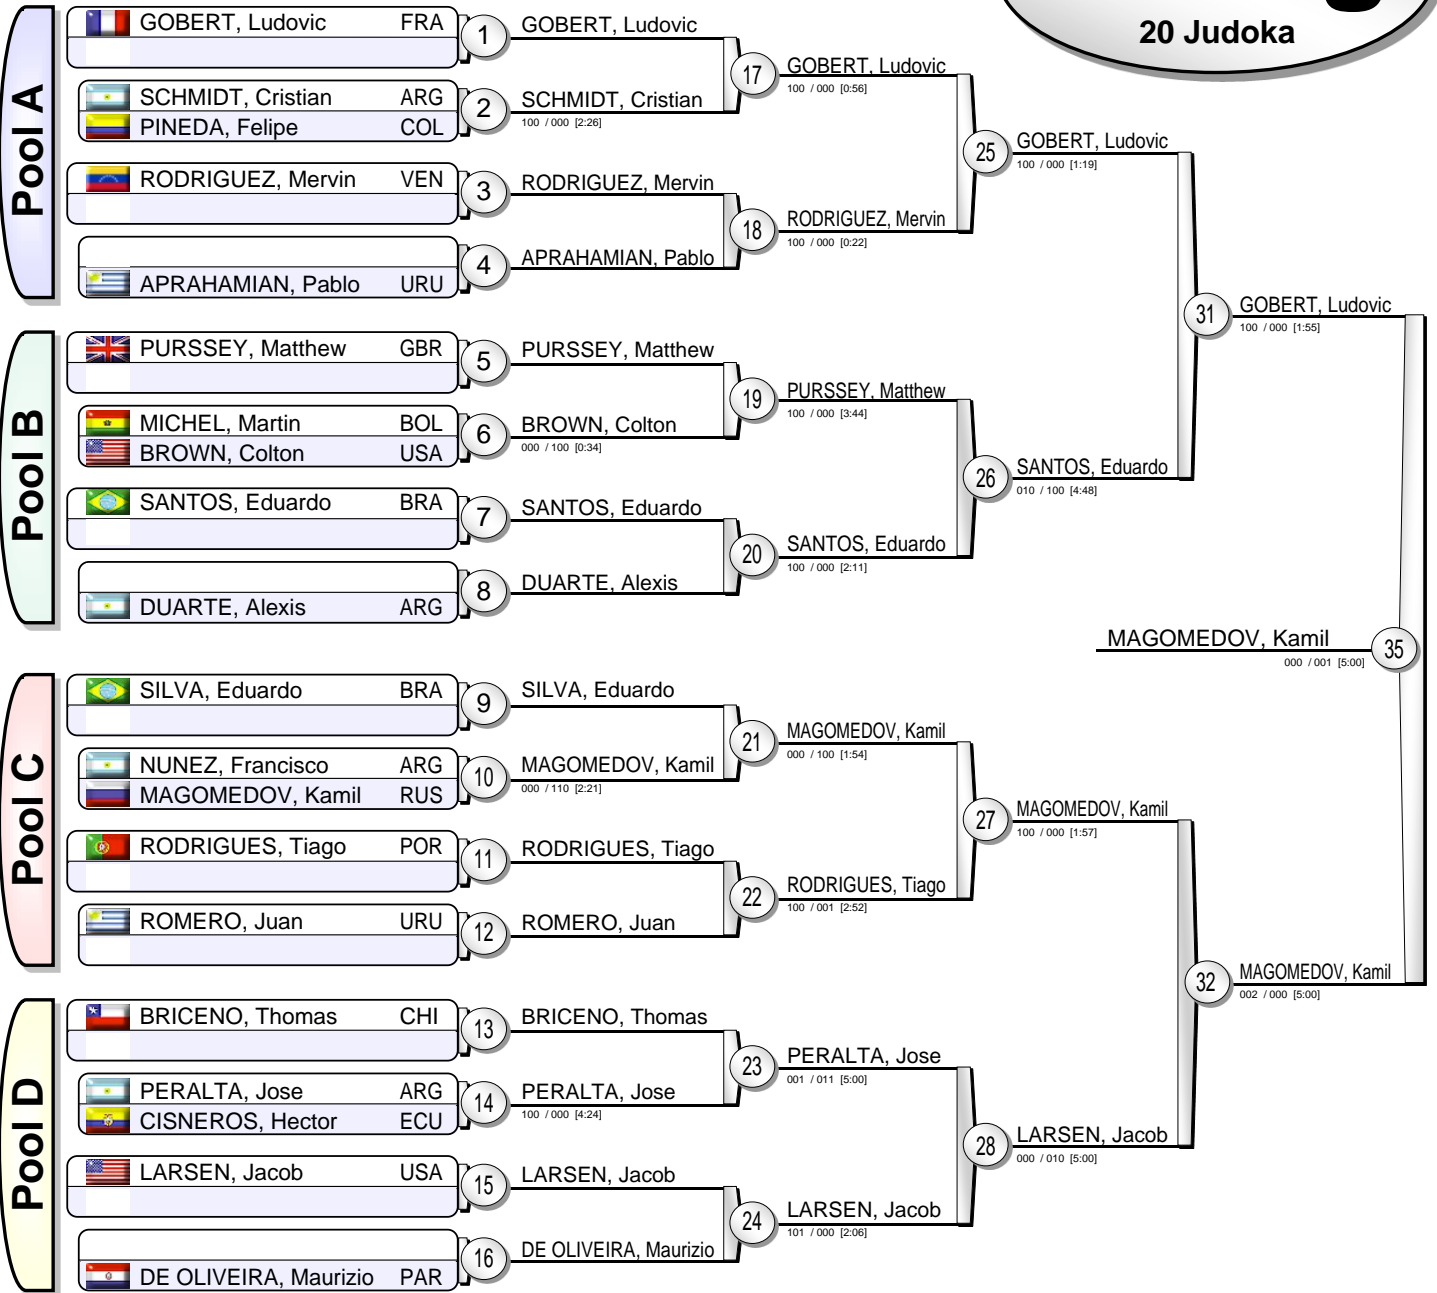 20 Judoka
Pool A
GOBERT, Ludovic FRA
1
GOBERT, Ludovic
SCHMIDT, Cristian ARG
PINEDA, Felipe COL
2
SCHMIDT, Cristian
100 / 000 [2:26]
17
GOBERT, Ludovic
100 / 000 [0:56]
RODRIGUEZ, Mervin VEN
3
RODRIGUEZ, Mervin
APRAHAMIAN, Pablo URU
4
APRAHAMIAN, Pablo
18
RODRIGUEZ, Mervin
100 / 000 [0:22]
25
GOBERT, Ludovic
100 / 000 [1:19]
Pool B
PURSSEY, Matthew GBR
5
PURSSEY, Matthew
MICHEL, Martin BOL
BROWN, Colton USA
6
BROWN, Colton
000 / 100 [0:34]
19
PURSSEY, Matthew
100 / 000 [3:44]
SANTOS, Eduardo BRA
7
SANTOS, Eduardo
DUARTE, Alexis ARG
8
DUARTE, Alexis
20
SANTOS, Eduardo
100 / 000 [2:11]
26
SANTOS, Eduardo
010 / 100 [4:48]
31
GOBERT, Ludovic
100 / 000 [1:55]
Pool C
SILVA, Eduardo BRA
9
SILVA, Eduardo
NUNEZ, Francisco ARG
MAGOMEDOV, Kamil RUS
10
MAGOMEDOV, Kamil
000 / 110 [2:21]
21
MAGOMEDOV, Kamil
000 / 100 [1:54]
RODRIGUES, Tiago POR
11
RODRIGUES, Tiago
ROMERO, Juan URU
12
ROMERO, Juan
22
RODRIGUES, Tiago
100 / 001 [2:52]
27
MAGOMEDOV, Kamil
100 / 000 [1:57]
Pool D
BRICENO, Thomas CHI
13
BRICENO, Thomas
PERALTA, Jose ARG
CISNEROS, Hector ECU
14
PERALTA, Jose
100 / 000 [4:24]
23
PERALTA, Jose
001 / 011 [5:00]
LARSEN, Jacob USA
15
LARSEN, Jacob
DE OLIVEIRA, Maurizio PAR
16
DE OLIVEIRA, Maurizio
24
LARSEN, Jacob
101 / 000 [2:06]
28
LARSEN, Jacob
000 / 010 [5:00]
32
MAGOMEDOV, Kamil
002 / 000 [5:00]
MAGOMEDOV, Kamil
000 / 001 [5:00]
35